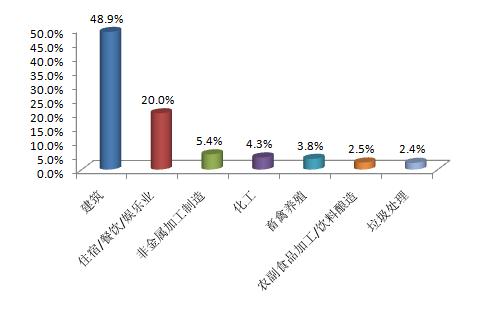 48.9%
50.0%
45.0%
40.0%
35.0%
30.0%
25.0%
20.0%
15.0%
10.0%
5.0%
0.0%
20.0%
5.4%
4.3%
3.8%
2.5%
2.4%
建筑
住宿/餐饮/娱乐业
非金属加工制造
化工
畜禽养殖
农副食品加工/饮料酿造
垃圾处理